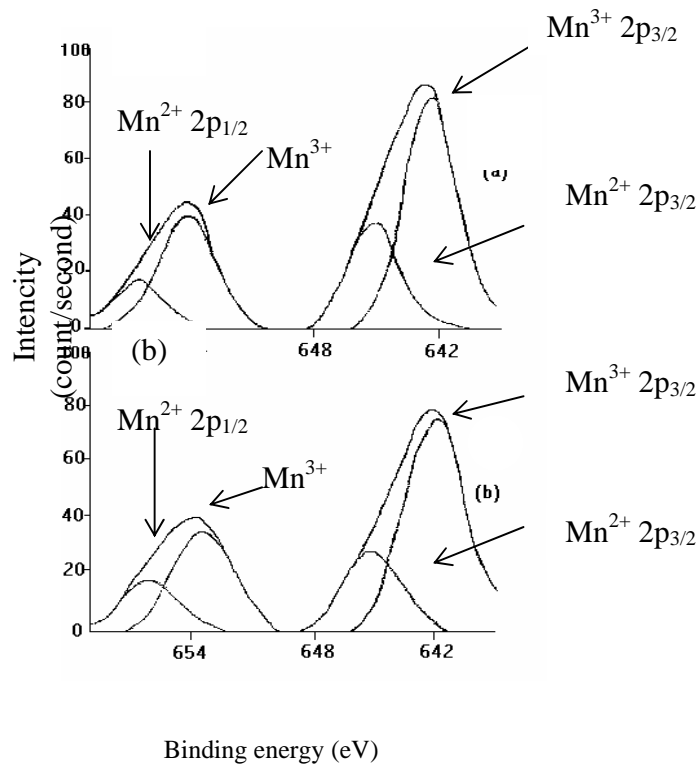 Mn³⁺ 2p₃/₂
100
Mn²⁺ 2p₁/₂
80
Mn³⁺
60
(a)
Mn²⁺ 2p₃/₂
40
20
0
Intencity
(count/second)
648
642
(b)
100
Mn³⁺ 2p₃/₂
80
Mn²⁺ 2p₁/₂
60
Mn³⁺
(b)
40
Mn²⁺ 2p₃/₂
20
0
654
648
642
Binding energy (eV)